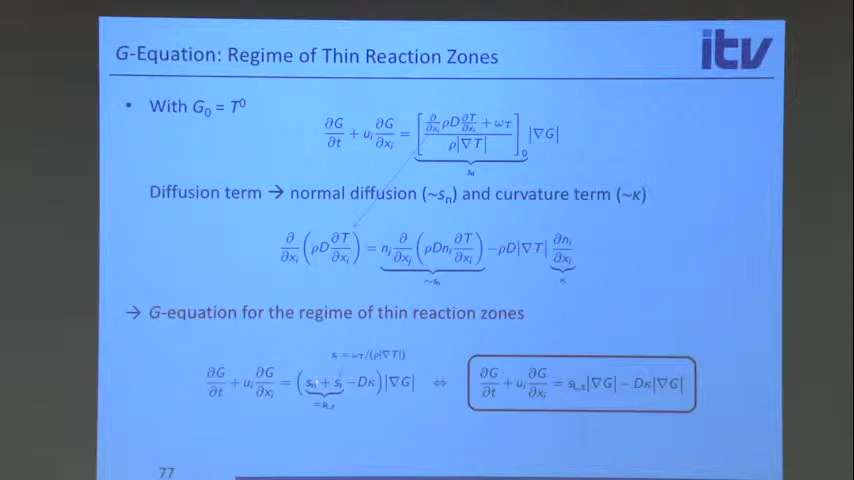 G-Equation: Regime of Thin Reaction Zones
itv
• With G₀ = T⁰
∂G/∂t + uᵢ ∂G/∂xᵢ = [ (∂/∂xᵢ ρD ∂T/∂xᵢ + ωT) / (ρ|∇T|) ]₀ |∇G|
sd
Diffusion term → normal diffusion (~sn) and curvature term (~κ)
∂/∂xᵢ (ρD ∂T/∂xᵢ) = nⱼ ∂/∂xⱼ (ρDnᵢ ∂T/∂xᵢ) − ρD|∇T| ∂nᵢ/∂xᵢ
~sn κ
→ G-equation for the regime of thin reaction zones
sr = ωT/(ρ|∇T|)
∂G/∂t + uᵢ ∂G/∂xᵢ = (sn + sr − Dκ)|∇G| ⇔ ∂G/∂t + uᵢ ∂G/∂xᵢ = sL,s|∇G| − Dκ|∇G|
=sL,s
77